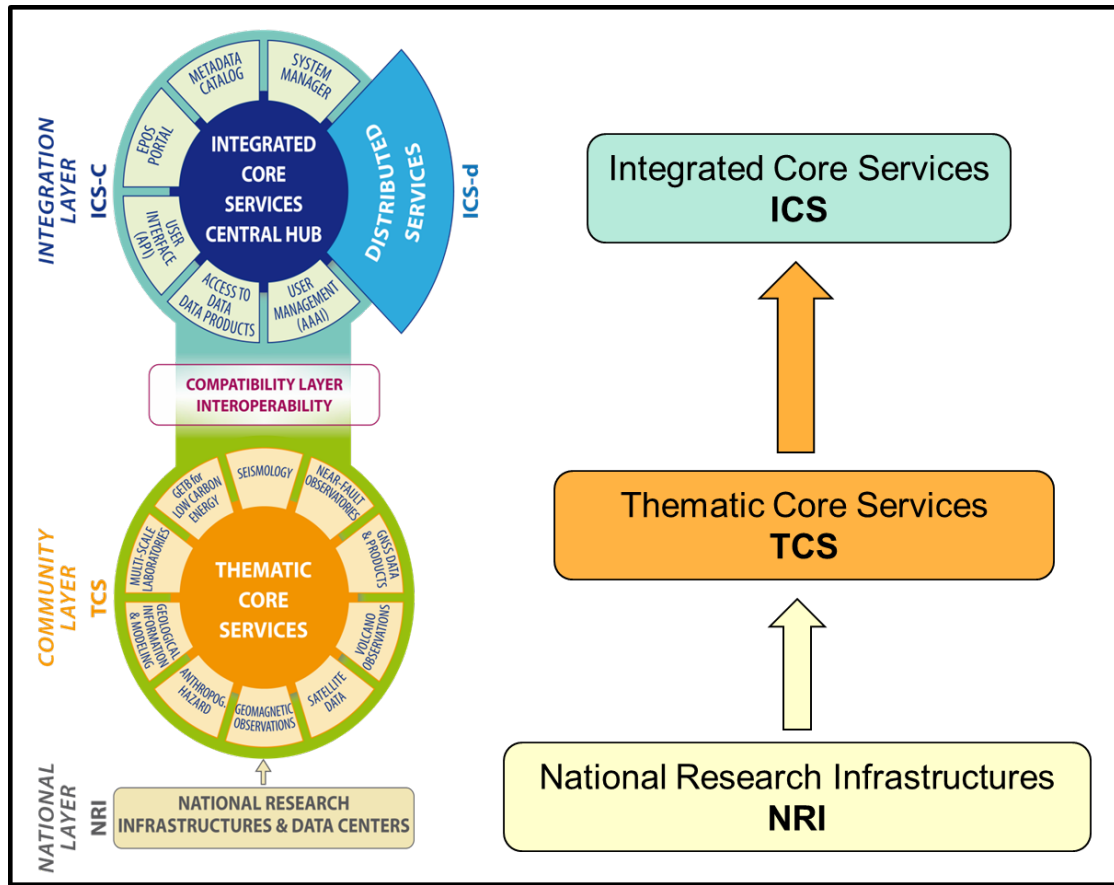 INTEGRATION
LAYER
ICS-C
METADATA
CATALOG
SYSTEM
MANAGER
EPOS
PORTAL
USER
INTERFACE
(API)
ACCESS TO
DATA
DATA PRODUCTS
USER
MANAGEMENT
(AAAI)
INTEGRATED
CORE
SERVICES
CENTRAL HUB
DISTRIBUTED
SERVICES
ICS-d
COMPATIBILITY LAYER
INTEROPERABILITY
COMMUNITY
LAYER
TCS
GETB for
LOW CARBON
ENERGY
SEISMOLOGY
NEAR-FAULT
OBSERVATORIES
GNSS DATA
& PRODUCTS
VOLCANO
OBSERVATIONS
SATELLITE
DATA
GEOMAGNETIC
OBSERVATIONS
ANTHROPOG.
HAZARD
GEOLOGICAL
INFORMATION
& MODELING
MULTI-SCALE
LABORATORIES
THEMATIC
CORE
SERVICES
NATIONAL
LAYER
NRI
NATIONAL RESEARCH
INFRASTRUCTURES & DATA CENTERS
Integrated Core Services
ICS
Thematic Core Services
TCS
National Research Infrastructures
NRI